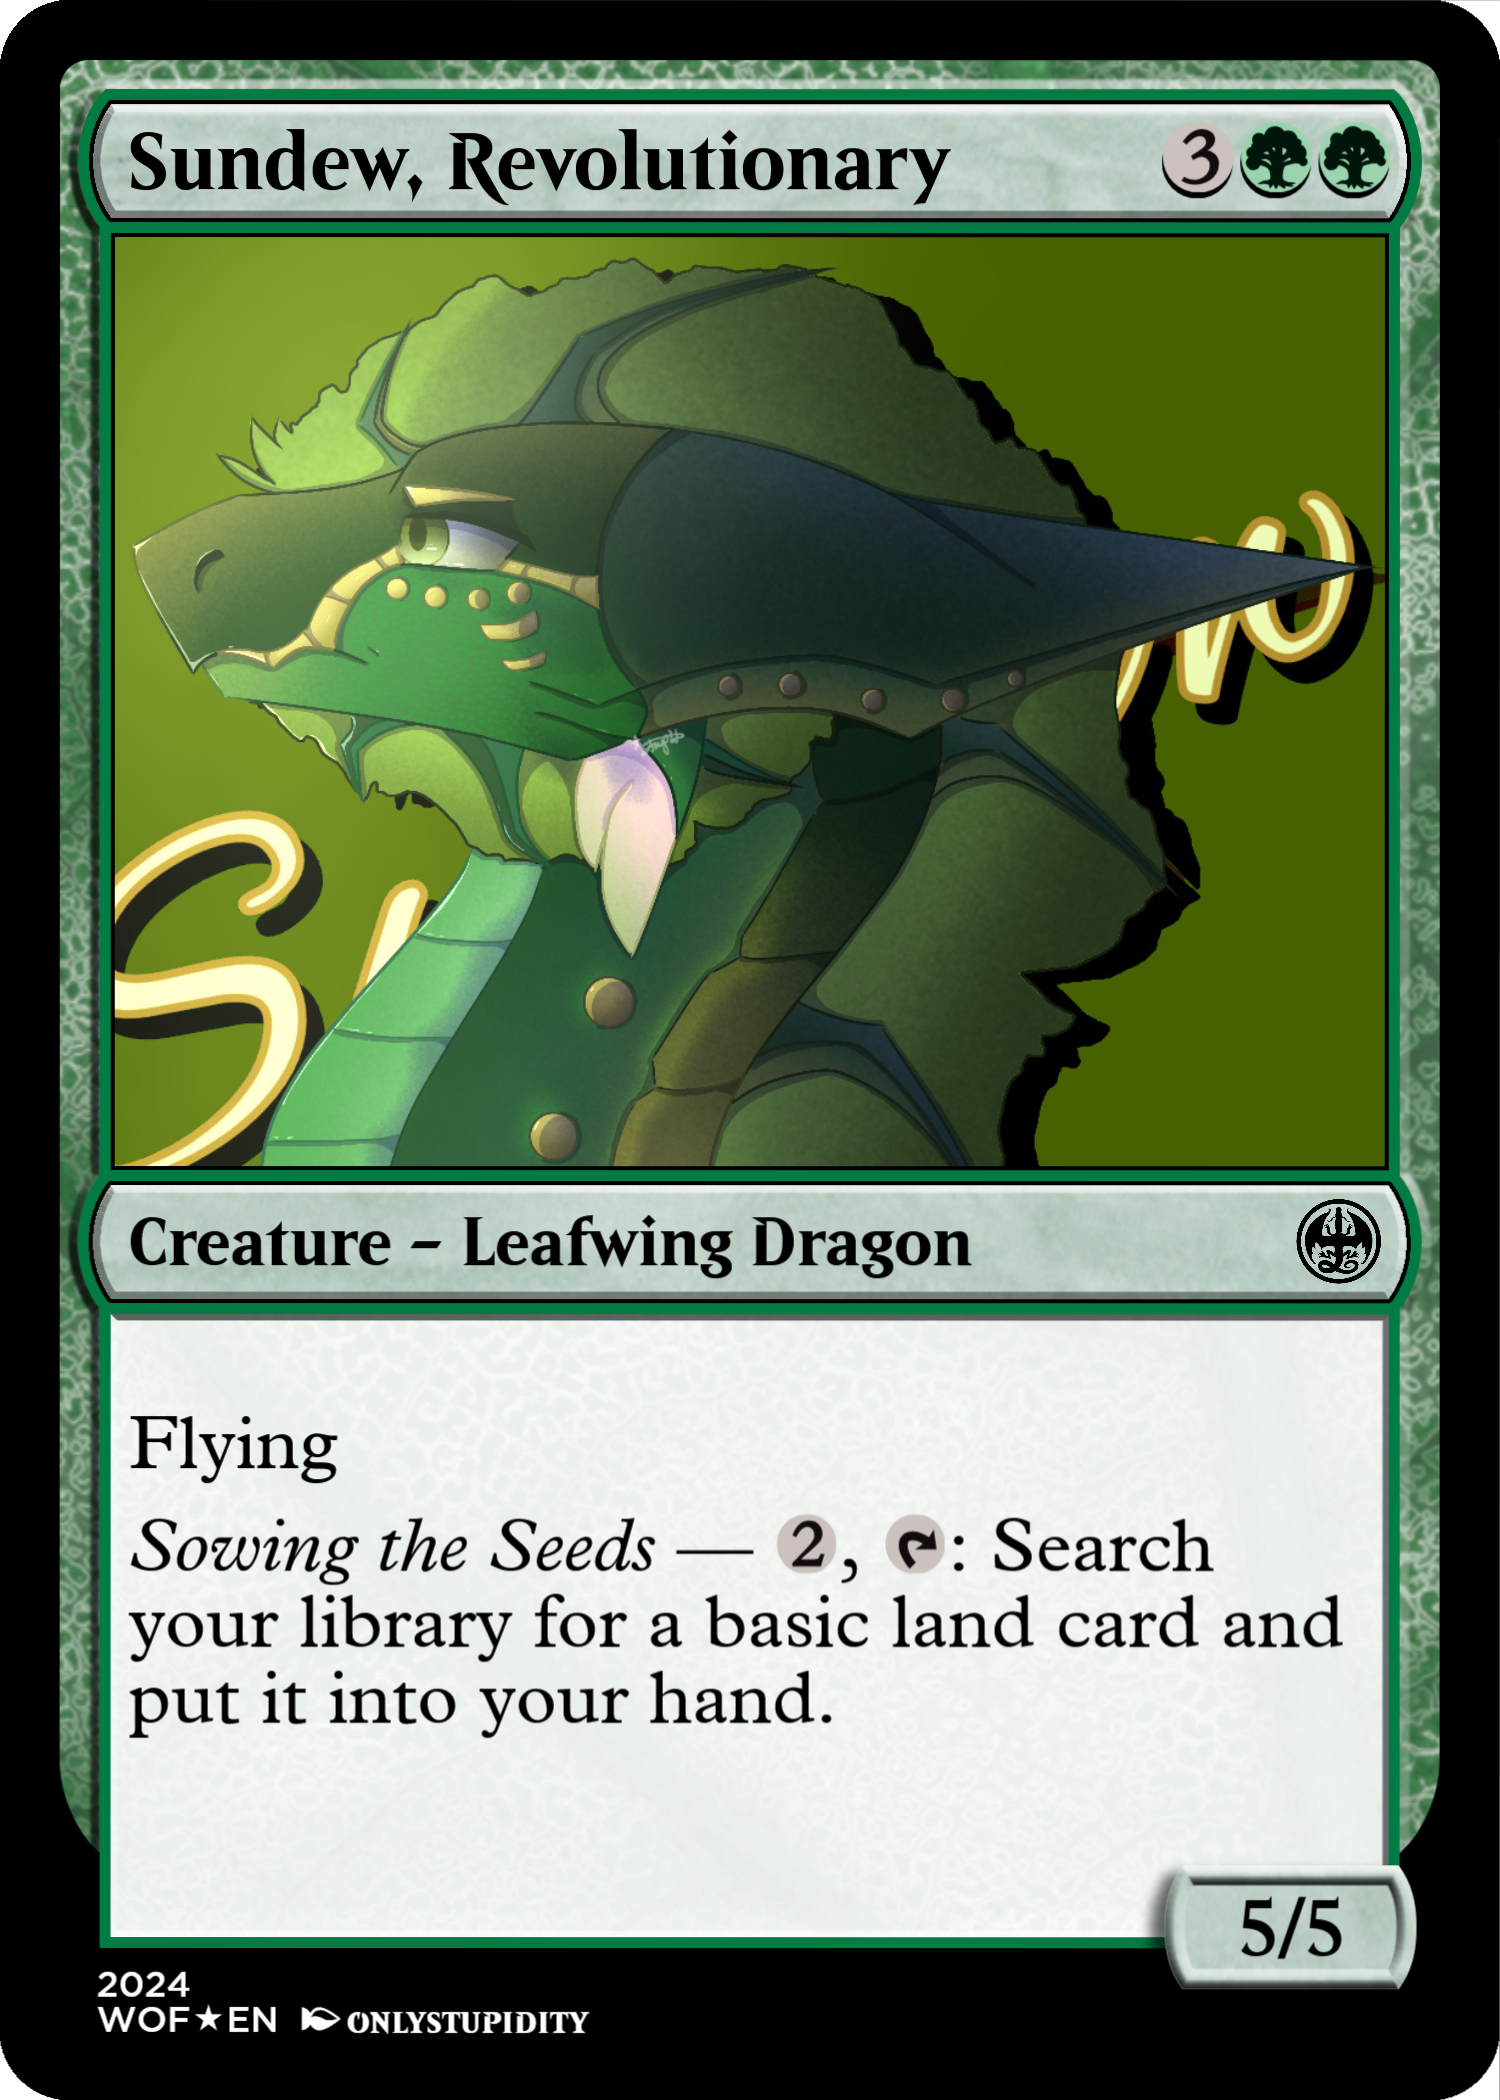 Sundew, Revolutionary 3
Creature – Leafwing Dragon
Flying
Sowing the Seeds — 2, : Search
your library for a basic land card and
put it into your hand.
5/5
2024
WOF★EN ONLYSTUPIDITY